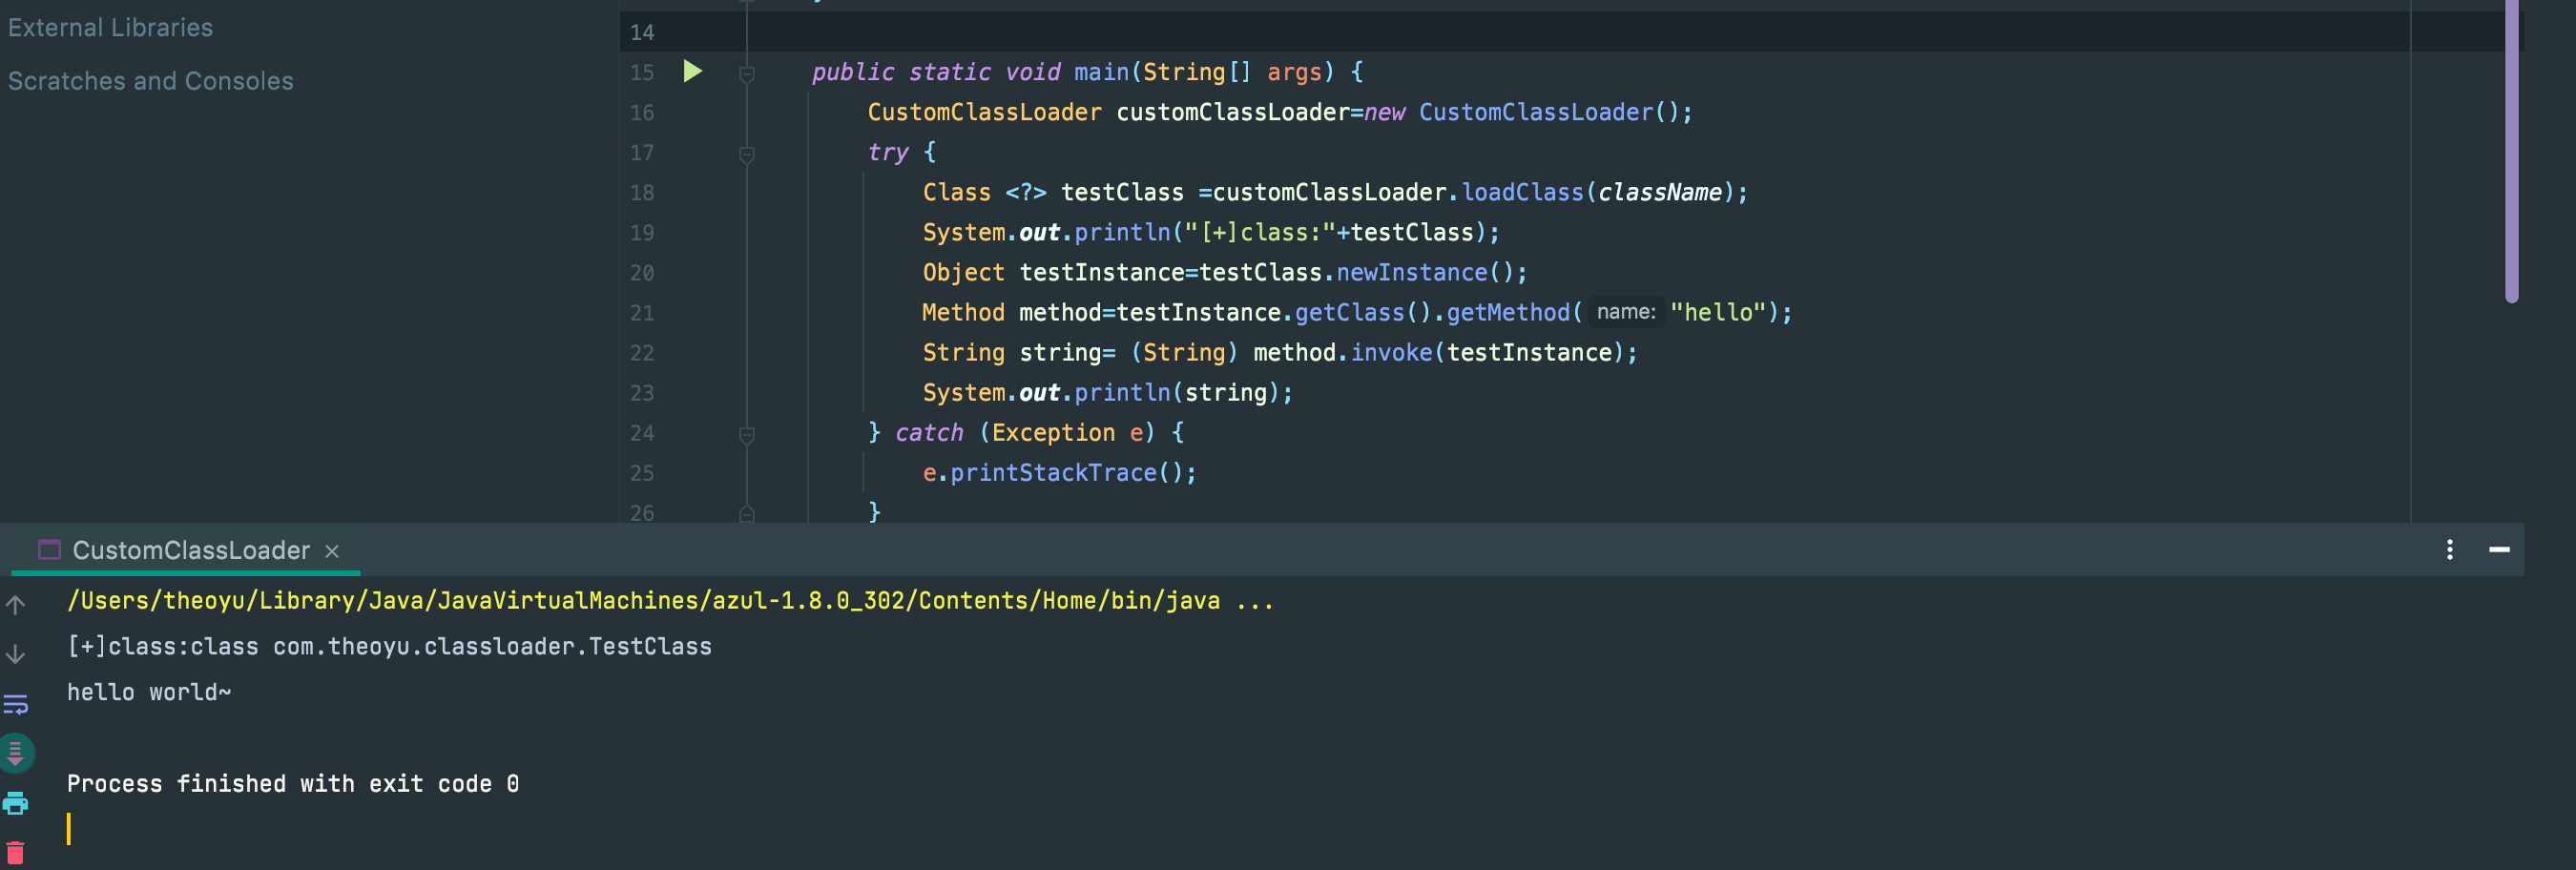 External Libraries
Scratches and Consoles
14
15 public static void main(String[] args) {
16 CustomClassLoader customClassLoader=new CustomClassLoader();
17 try {
18 Class <?> testClass =customClassLoader.loadClass(className);
19 System.out.println("[+]class:"+testClass);
20 Object testInstance=testClass.newInstance();
21 Method method=testInstance.getClass().getMethod( name: "hello");
22 String string= (String) method.invoke(testInstance);
23 System.out.println(string);
24 } catch (Exception e) {
25 e.printStackTrace();
26 }
CustomClassLoader ×
/Users/theoyu/Library/Java/JavaVirtualMachines/azul-1.8.0_302/Contents/Home/bin/java ...
[+]class:class com.theoyu.classloader.TestClass
hello world~
Process finished with exit code 0